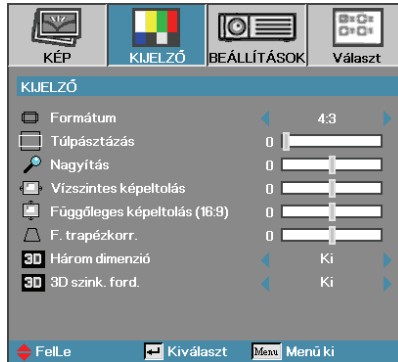 KÉP KIJELZŐ BEÁLLÍTÁSOK Választ
KIJELZŐ
Formátum 4:3
Túlpásztázás 0
Nagyítás 0
Vízszintes képeltolás 0
Függőleges képeltolás (16:9) 0
F. trapézkorr. 0
3D Három dimenzió Ki
3D 3D szink. ford. Ki
FelLe Kiválaszt Menu Menü ki